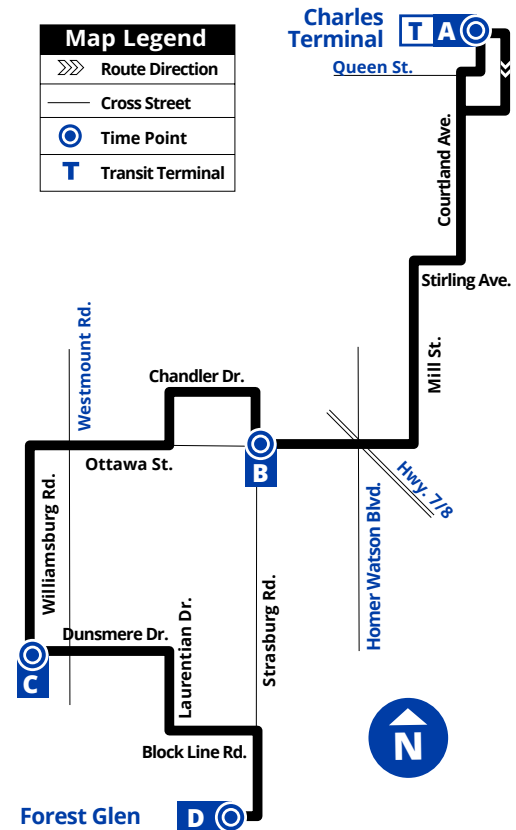 Charles
Terminal
T A
Map Legend
Route Direction
Cross Street
Time Point
T Transit Terminal
Queen St.
Courtland Ave.
Stirling Ave.
Mill St.
Westmount Rd.
Chandler Dr.
Ottawa St.
B
Hwy. 7/8
Homer Watson Blvd.
Williamsburg Rd.
Dunsmere Dr.
Laurentian Dr.
Strasburg Rd.
C
Block Line Rd.
N
Forest Glen D